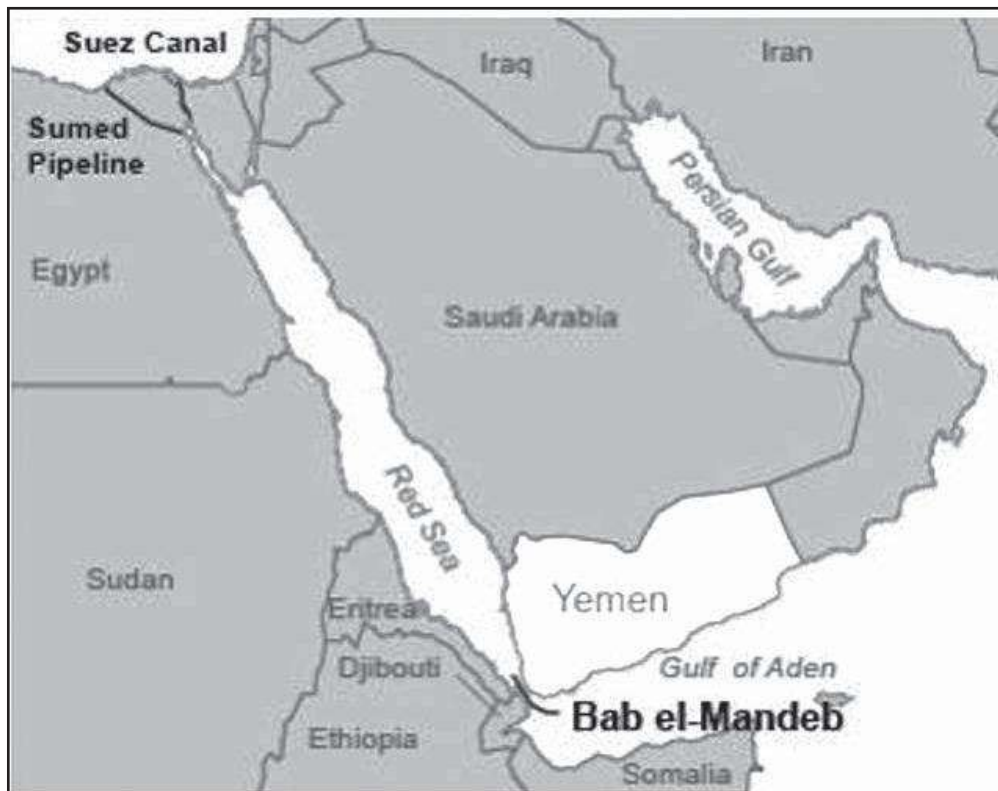 Suez Canal
Iraq
Iran
Sumed
Pipeline
Persian Gulf
Egypt
Saudi Arabia
Red Sea
Sudan
Yemen
Eritrea
Djibouti
Gulf of Aden
Bab el-Mandeb
Ethiopia
Somalia